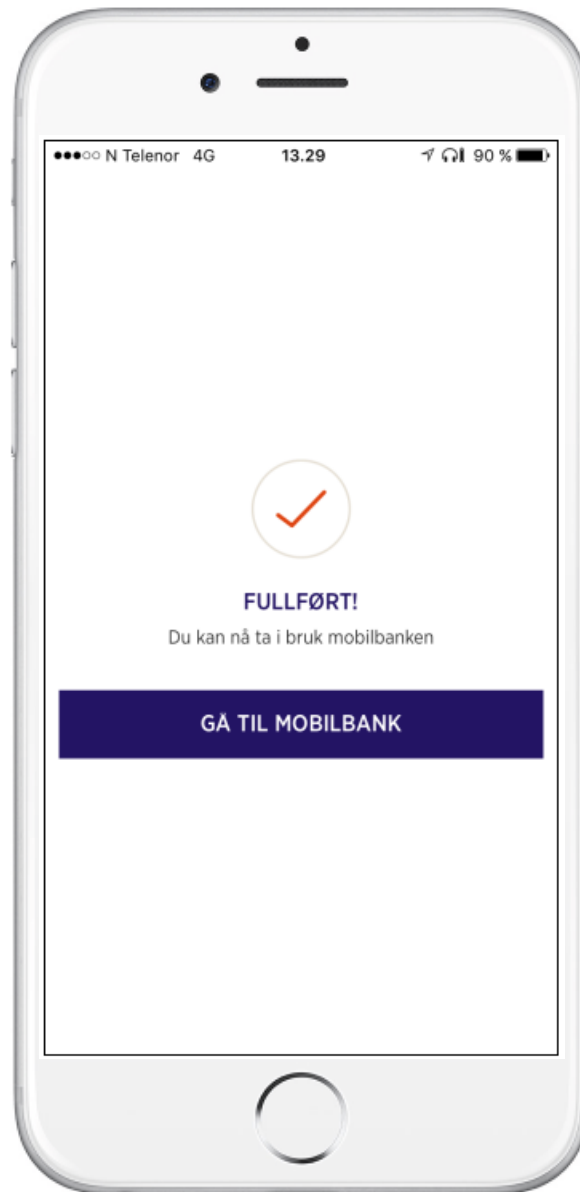 N Telenor 4G 13.29 90 %
FULLFØRT!
Du kan nå ta i bruk mobilbanken
GÅ TIL MOBILBANK